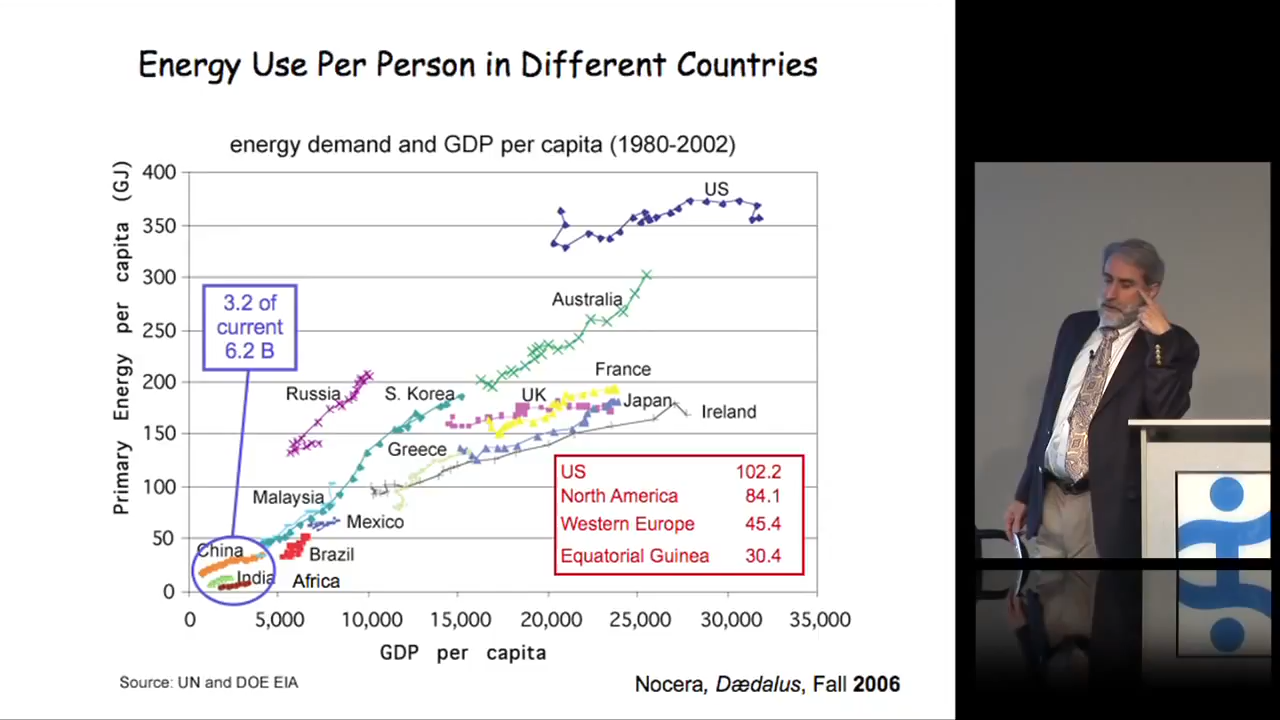 Energy Use Per Person in Different Countries
energy demand and GDP per capita (1980-2002)
Primary Energy per capita (GJ)
400
350
300
250
200
150
100
50
0
3.2 of
current
6.2 B
US
Australia
France
Russia
S. Korea
UK
Japan
Ireland
Greece
Malaysia
Mexico
China
Brazil
India
Africa
US 102.2
North America 84.1
Western Europe 45.4
Equatorial Guinea 30.4
0 5,000 10,000 15,000 20,000 25,000 30,000 35,000
GDP per capita
Source: UN and DOE EIA
Nocera, Dædalus, Fall 2006